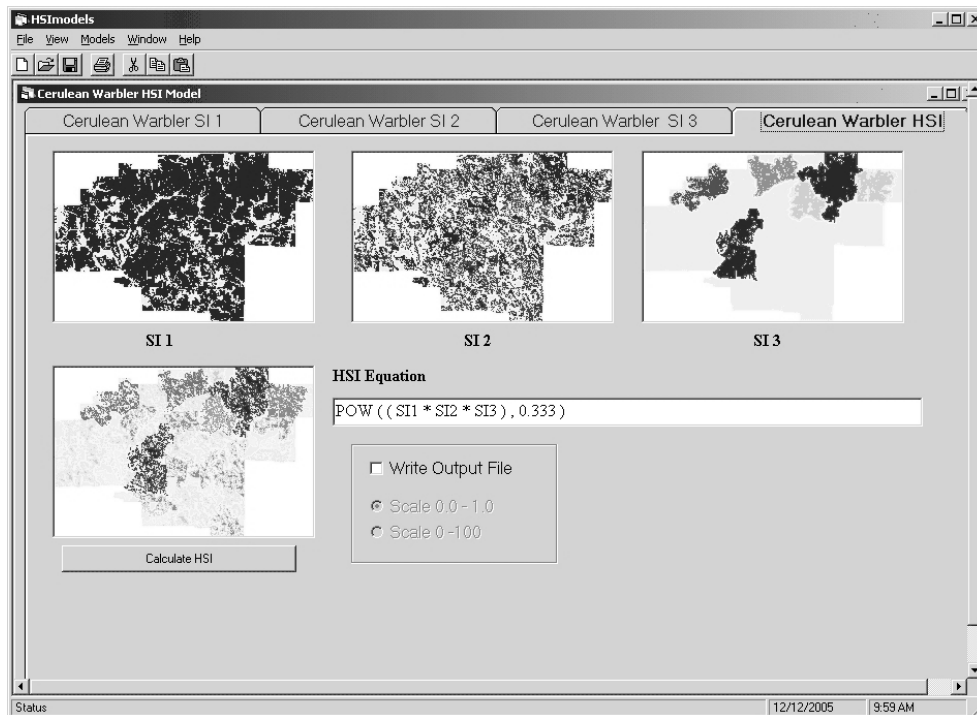 HSImodels
File View Models Window Help
Cerulean Warbler HSI Model
Cerulean Warbler SI 1 Cerulean Warbler SI 2 Cerulean Warbler SI 3 Cerulean Warbler HSI
SI 1 SI 2 SI 3
HSI Equation
POW ( ( SI1 * SI2 * SI3 ) , 0.333 )
Write Output File
Scale 0.0 - 1.0
Scale 0 -100
Calculate HSI
Status 12/12/2005 9:59 AM